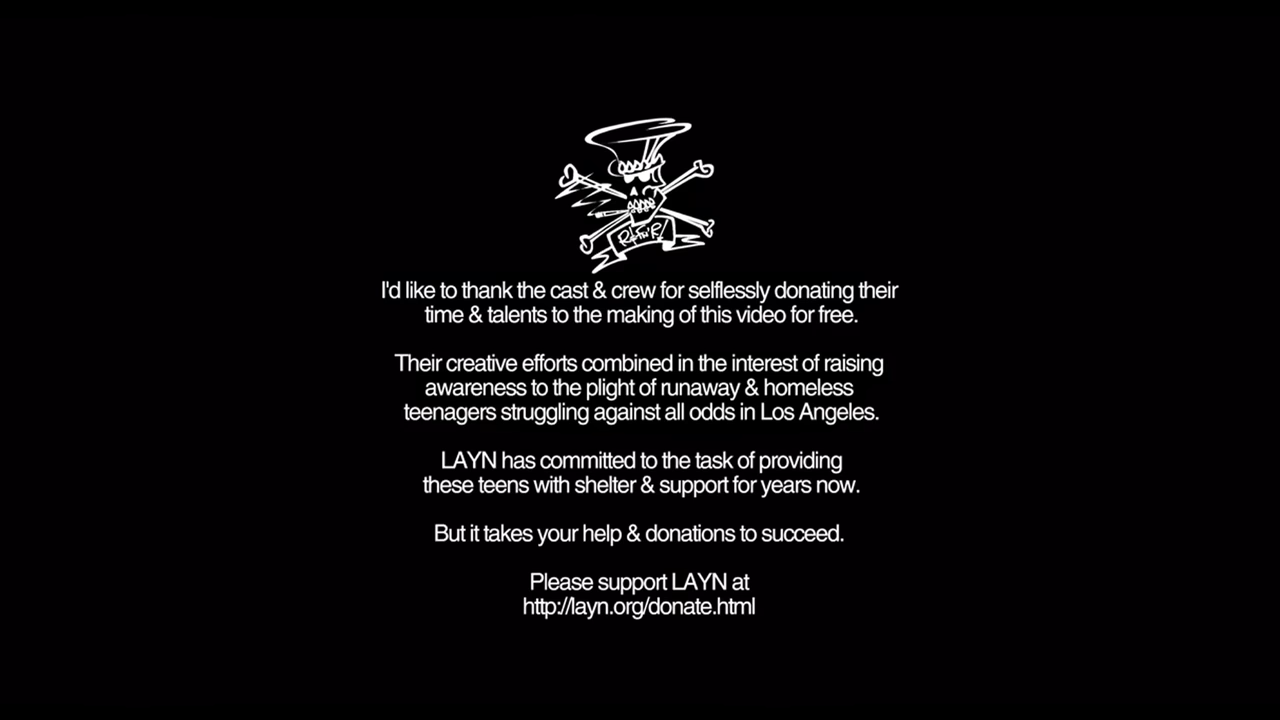 I'd like to thank the cast & crew for selflessly donating their
time & talents to the making of this video for free.
Their creative efforts combined in the interest of raising
awareness to the plight of runaway & homeless
teenagers struggling against all odds in Los Angeles.
LAYN has committed to the task of providing
these teens with shelter & support for years now.
But it takes your help & donations to succeed.
Please support LAYN at
http://layn.org/donate.html